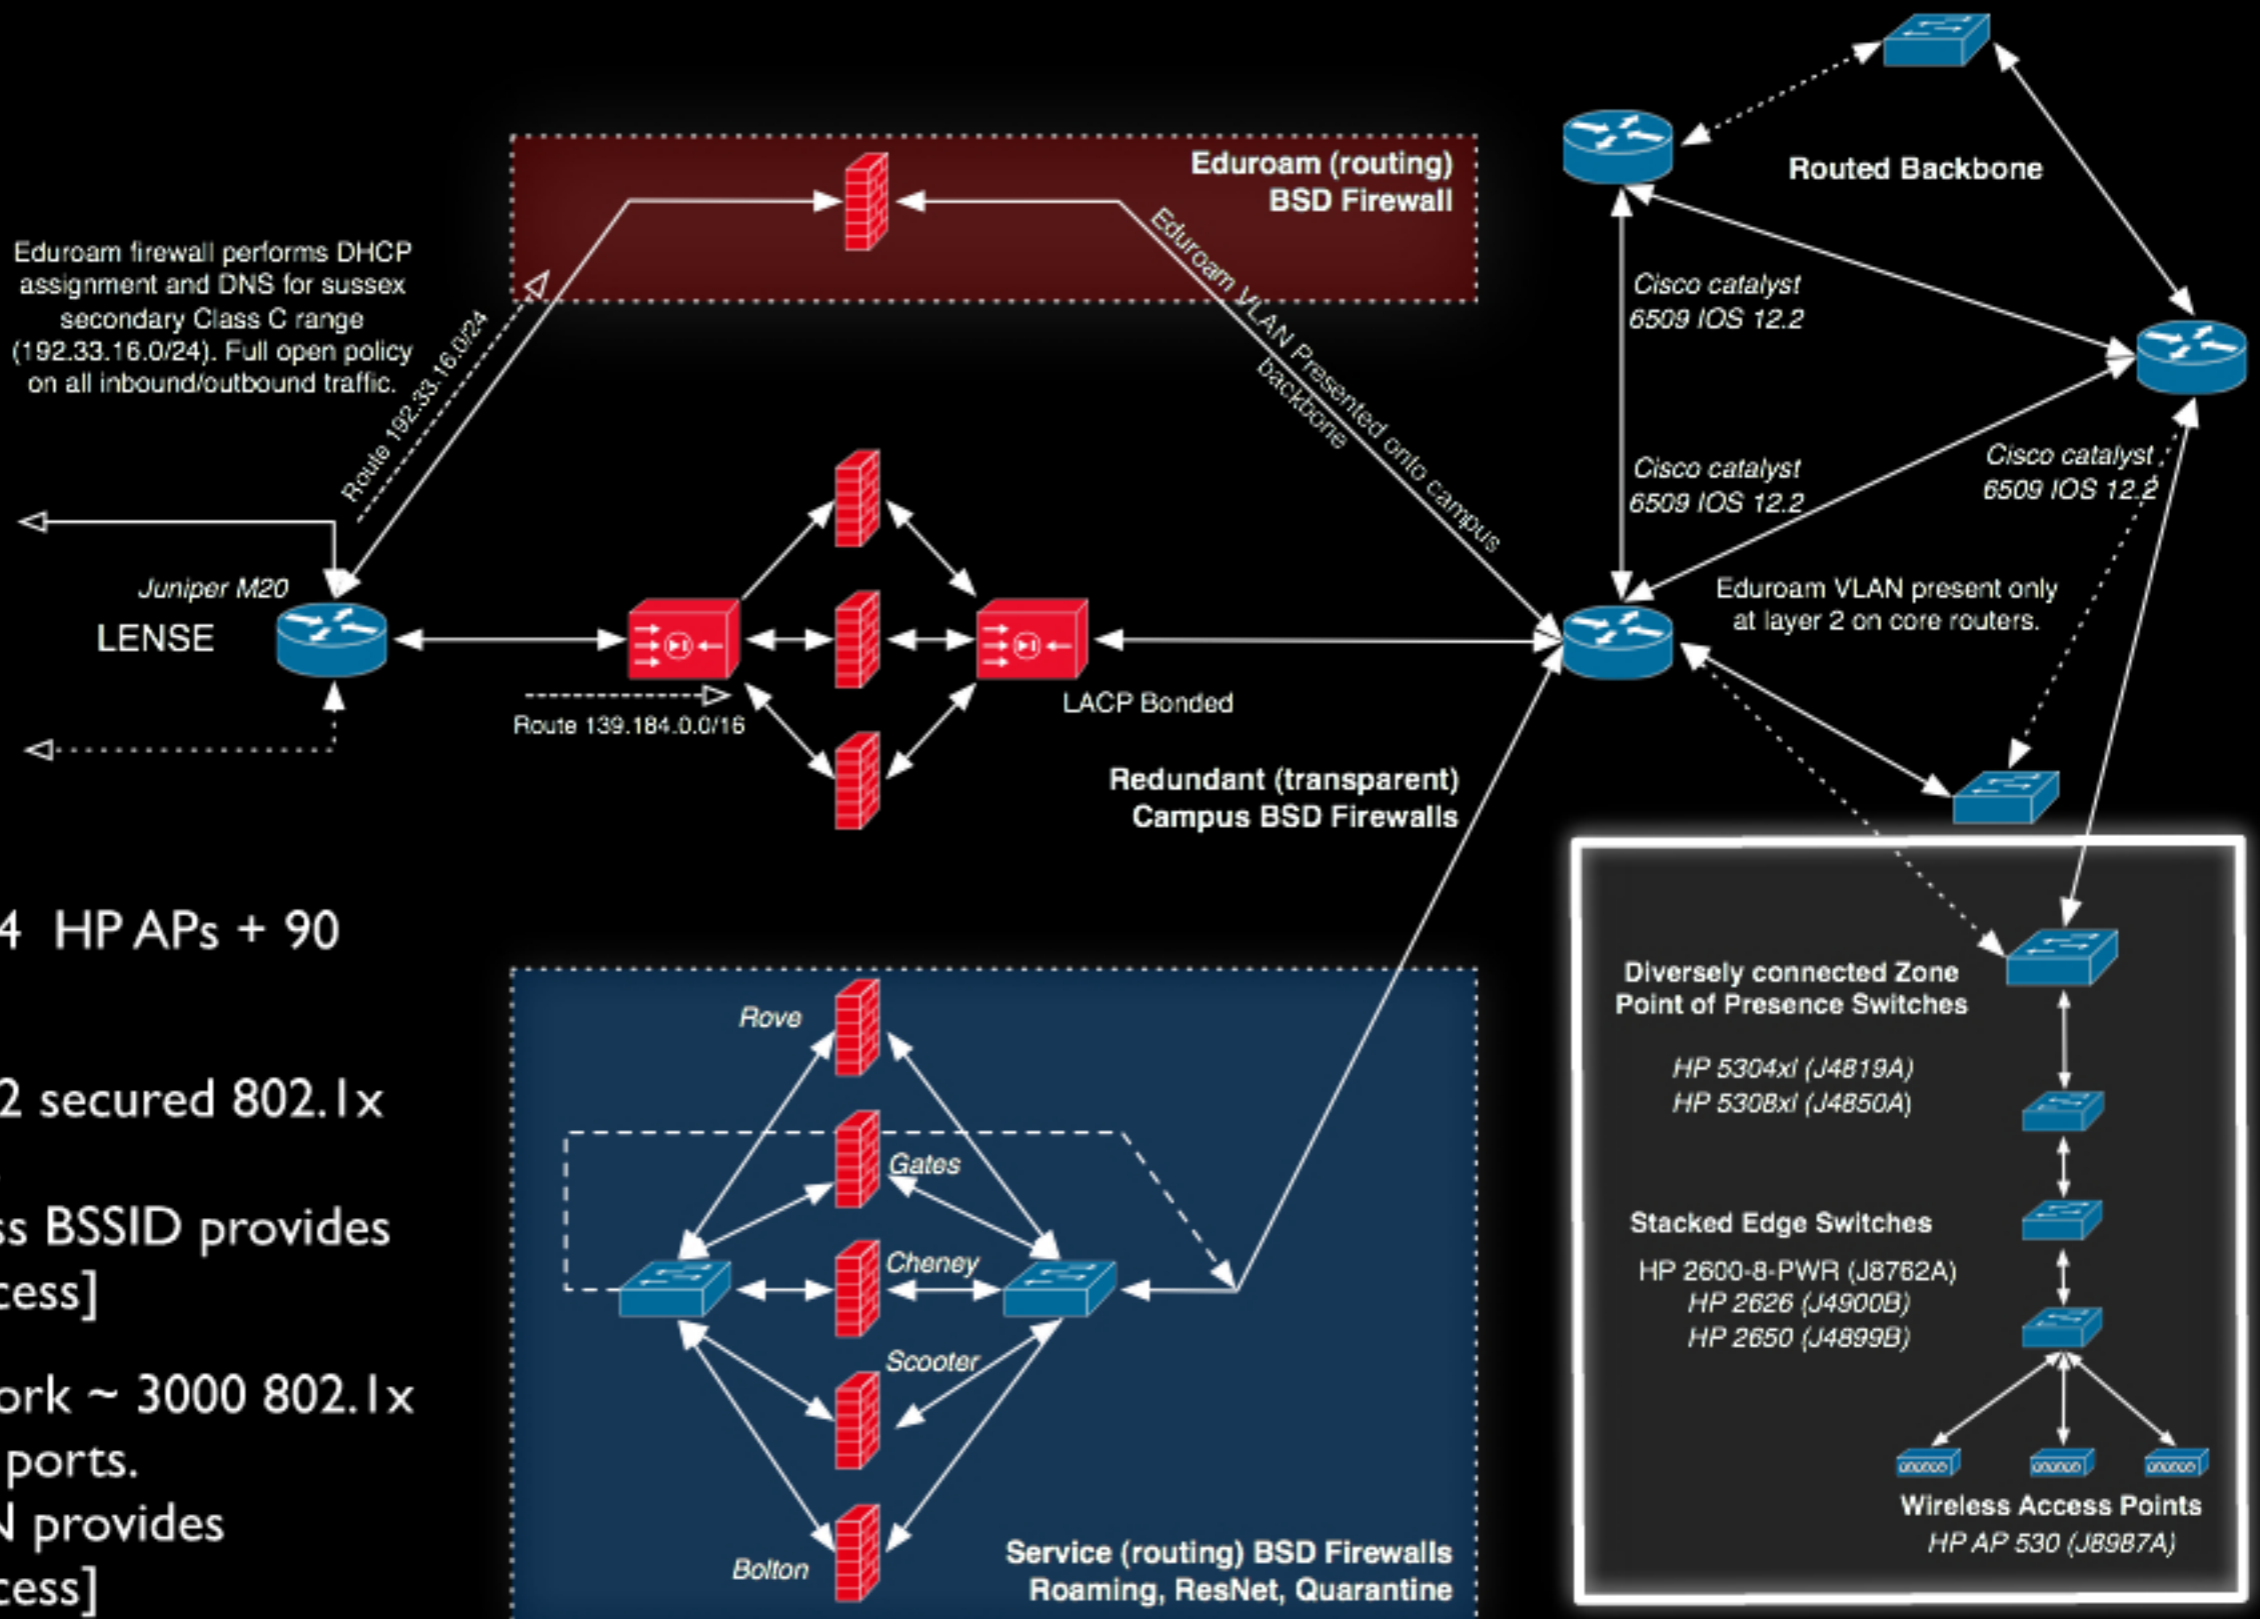 Eduroam (routing)
BSD Firewall
Routed Backbone
Eduroam firewall performs DHCP
assignment and DNS for sussex
secondary Class C range
(192.33.16.0/24). Full open policy
on all inbound/outbound traffic.
Route 192.33.16.0/24
Eduroam VLAN Presented onto campus
backbone
Cisco catalyst
6509 IOS 12.2
Cisco catalyst
6509 IOS 12.2
Cisco catalyst
6509 IOS 12.2
Juniper M20
LENSE
Eduroam VLAN present only
at layer 2 on core routers.
Route 139.184.0.0/16
LACP Bonded
Redundant (transparent)
Campus BSD Firewalls
4 HP APs + 90
2 secured 802.1x
ss BSSID provides
cess]
ork ~ 3000 802.1x
ports.
N provides
cess]
Rove
Gates
Cheney
Scooter
Bolton
Service (routing) BSD Firewalls
Roaming, ResNet, Quarantine
Diversely connected Zone
Point of Presence Switches
HP 5304xl (J4819A)
HP 5308xl (J4850A)
Stacked Edge Switches
HP 2600-8-PWR (J8762A)
HP 2626 (J4900B)
HP 2650 (J4899B)
Wireless Access Points
HP AP 530 (J8987A)